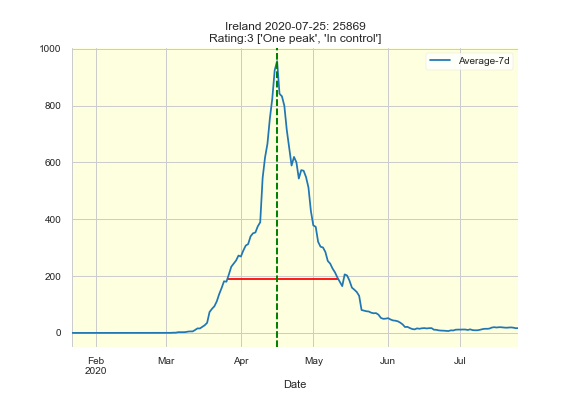 Ireland 2020-07-25: 25869
Rating:3 ['One peak', 'In control']
Average-7d
1000
800
600
400
200
0
Feb
2020
Mar
Apr
May
Jun
Jul
Date